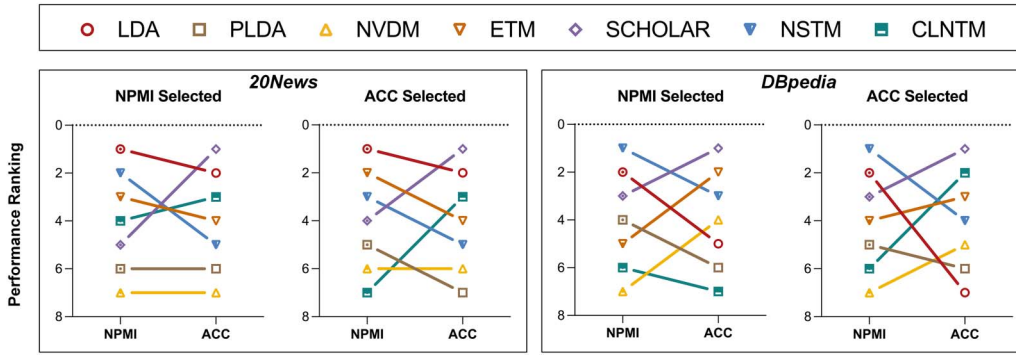 LDA PLDA NVDM ETM SCHOLAR NSTM CLNTM
20News
NPMI Selected ACC Selected
DBpedia
NPMI Selected ACC Selected
Performance Ranking
0 0 0 0
2 2 2 2
4 4 4 4
6 6 6 6
8 8 8 8
NPMI ACC NPMI ACC NPMI ACC NPMI ACC